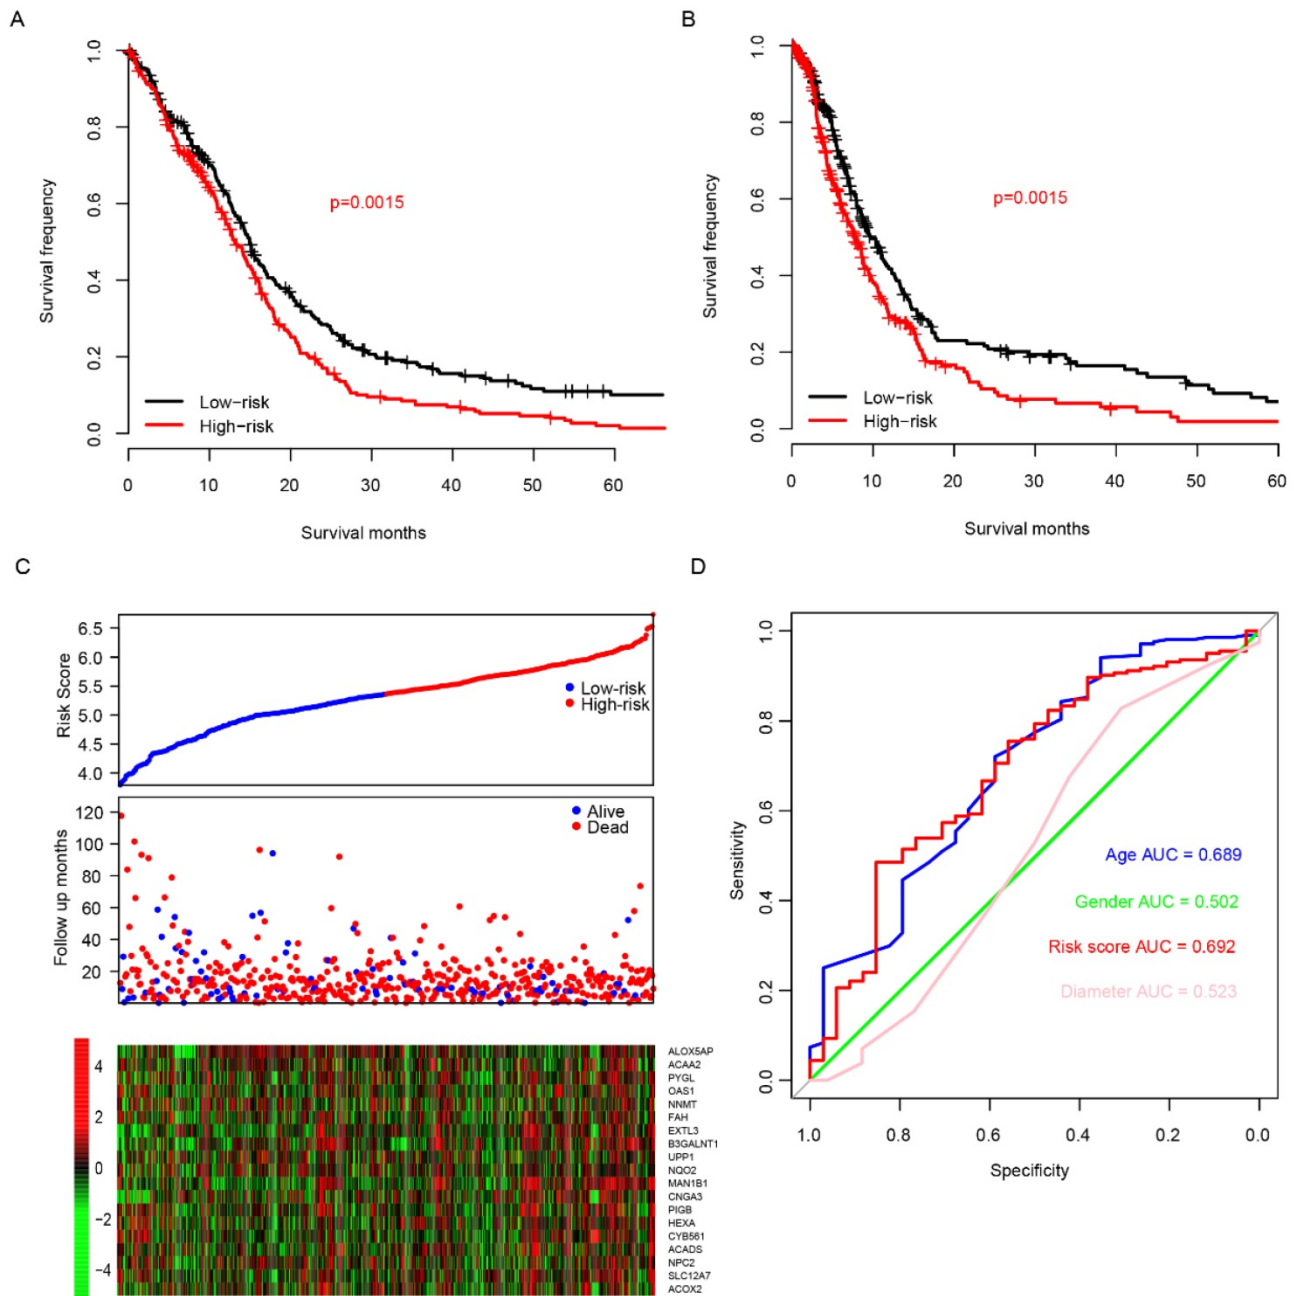 A
1.0
0.8
0.6
0.4
0.2
0.0
Survival frequency
p=0.0015
Low-risk
High-risk
0 10 20 30 40 50 60
Survival months
B
1.0
0.8
0.6
0.4
0.2
0.0
Survival frequency
p=0.0015
Low-risk
High-risk
0 10 20 30 40 50 60
Survival months
C
6.5
6.0
5.5
5.0
4.5
4.0
Risk Score
Low-risk
High-risk
120
100
80
60
40
20
Follow up months
Alive
Dead
4
2
0
-2
-4
ALOX5AP
ACAA2
PYGL
OAS1
NNMT
FAH
EXTL3
B3GALNT1
UPP1
NQO2
MAN1B1
CNGA3
PIGB
HEXA
CYB561
ACADS
NPC2
SLC12A7
ACOX2
D
1.0
0.8
0.6
0.4
0.2
0.0
Sensitivity
Age AUC = 0.689
Gender AUC = 0.502
Risk score AUC = 0.692
Diameter AUC = 0.523
1.0 0.8 0.6 0.4 0.2 0.0
Specificity